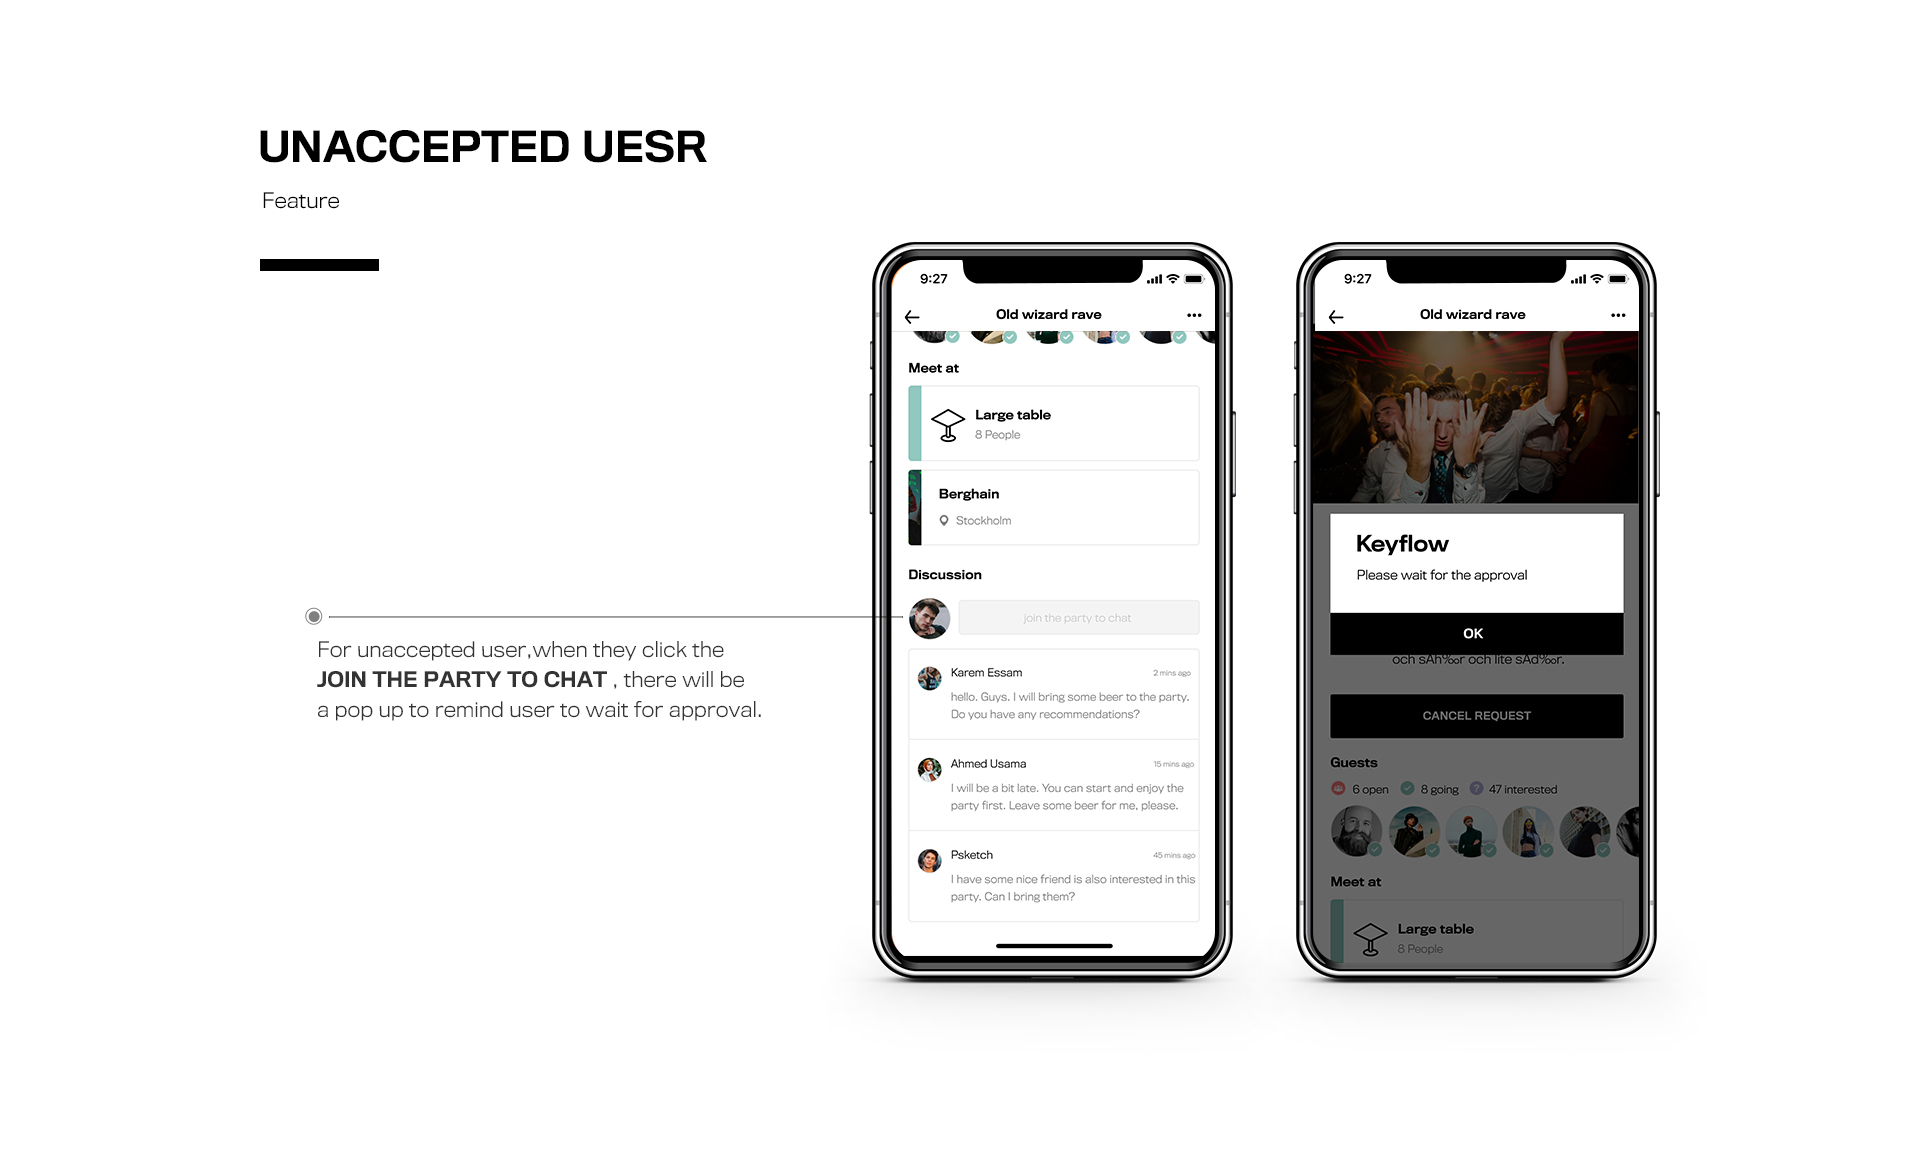 UNACCEPTED UESR
Feature
For unaccepted user,when they click the
JOIN THE PARTY TO CHAT , there will be
a pop up to remind user to wait for approval.
9:27
Old wizard rave
Meet at
Large table
8 People
Berghain
Stockholm
Discussion
join the party to chat
Karem Essam
2 mins ago
hello. Guys. I will bring some beer to the party.
Do you have any recommendations?
Ahmed Usama
15 mins ago
I will be a bit late. You can start and enjoy the
party first. Leave some beer for me, please.
Psketch
45 mins ago
I have some nice friend is also interested in this
party. Can I bring them?
9:27
Old wizard rave
Keyflow
Please wait for the approval
OK
och sAh‰r och lite sAd‰r.
CANCEL REQUEST
Guests
6 open 8 going ? 47 interested
Meet at
Large table
8 People